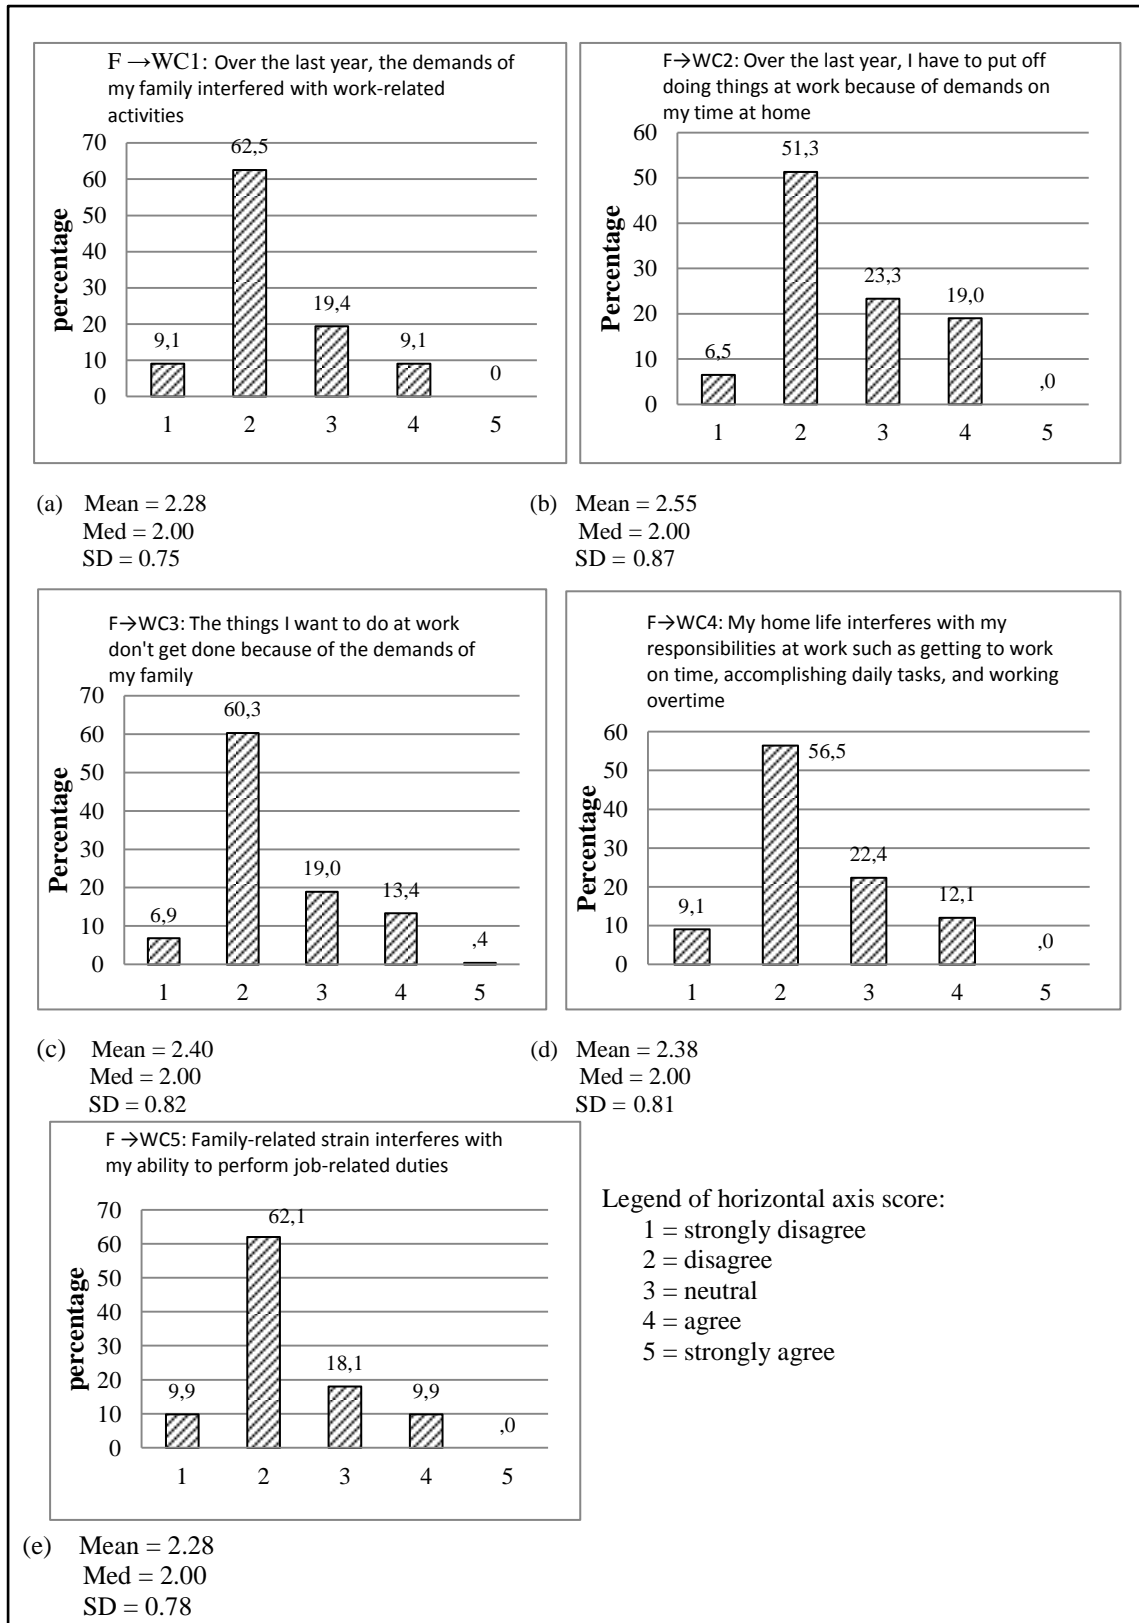 F →WC1: Over the last year, the demands of
my family interfered with work-related
activities
percentage
70
60
50
40
30
20
10
0
9,1
62,5
19,4
9,1
0
1 2 3 4 5
(a) Mean = 2.28
Med = 2.00
SD = 0.75
F→WC2: Over the last year, I have to put off
doing things at work because of demands on
my time at home
Percentage
60
50
40
30
20
10
0
6,5
51,3
23,3
19,0
,0
1 2 3 4 5
(b) Mean = 2.55
Med = 2.00
SD = 0.87
F→WC3: The things I want to do at work
don't get done because of the demands of
my family
Percentage
70
60
50
40
30
20
10
0
6,9
60,3
19,0
13,4
,4
1 2 3 4 5
(c) Mean = 2.40
Med = 2.00
SD = 0.82
F→WC4: My home life interferes with my
responsibilities at work such as getting to work
on time, accomplishing daily tasks, and working
overtime
Percentage
60
50
40
30
20
10
0
9,1
56,5
22,4
12,1
,0
1 2 3 4 5
(d) Mean = 2.38
Med = 2.00
SD = 0.81
F →WC5: Family-related strain interferes with
my ability to perform job-related duties
percentage
70
60
50
40
30
20
10
0
9,9
62,1
18,1
9,9
,0
1 2 3 4 5
(e) Mean = 2.28
Med = 2.00
SD = 0.78
Legend of horizontal axis score:
1 = strongly disagree
2 = disagree
3 = neutral
4 = agree
5 = strongly agree